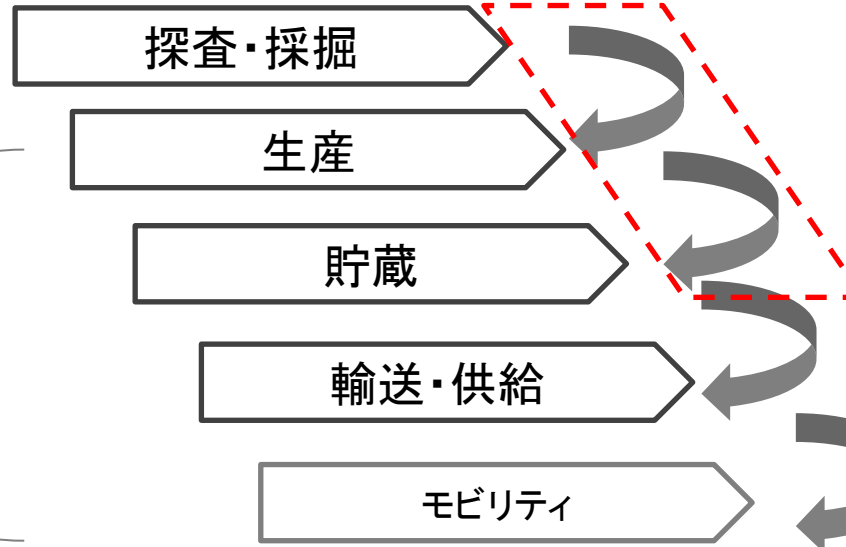 探査・採掘
生産
貯蔵
輸送・供給
モビリティ